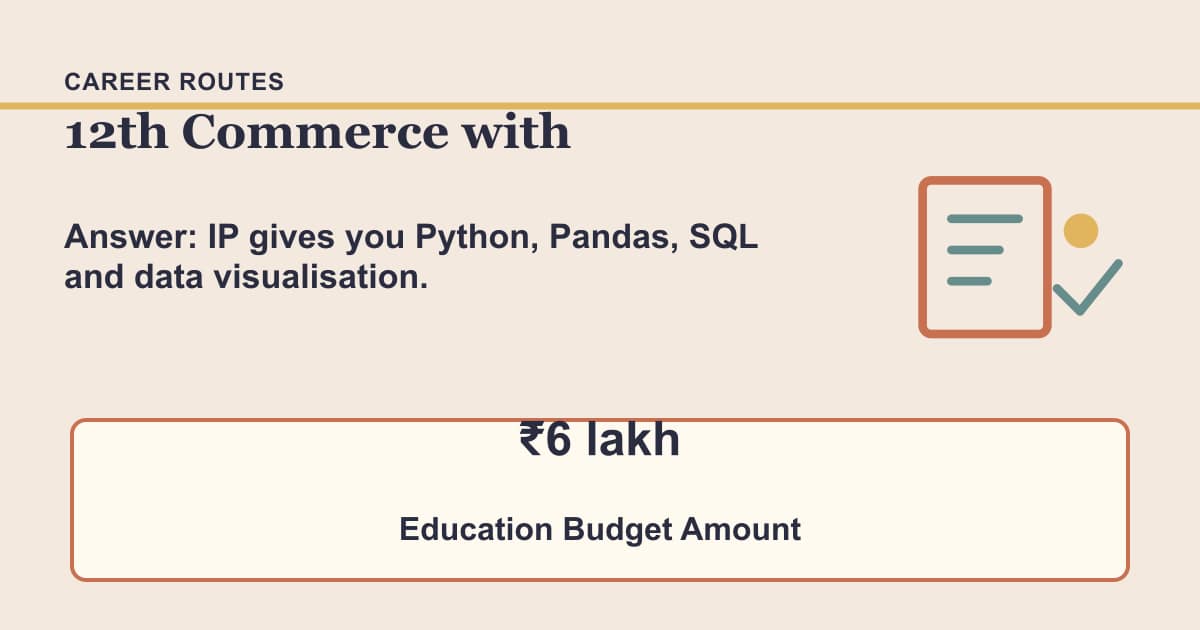 CAREER ROUTES
12th Commerce with
Answer: IP gives you Python, Pandas, SQL
and data visualisation.
₹6 lakh
Education Budget Amount